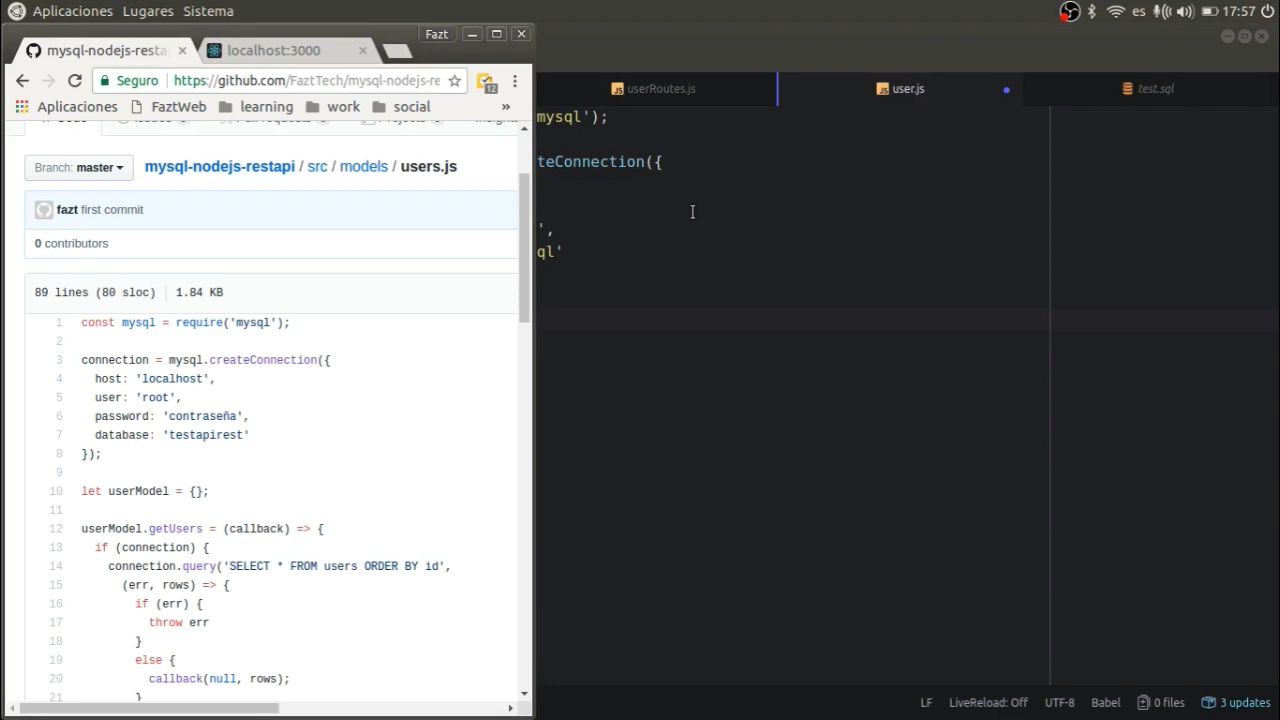 Aplicaciones Lugares Sistema
es 17:57
Fazt
mysql-nodejs-resta
localhost:3000
Seguro https://github.com/FaztTech/mysql-nodejs-re
12
Aplicaciones FaztWeb learning work social »
userRoutes.js
user.js
test.sql
Branch: master
mysql-nodejs-restapi / src / models / users.js
fazt first commit
0 contributors
89 lines (80 sloc) 1.84 KB
1 const mysql = require('mysql');
2
3 connection = mysql.createConnection({
4 host: 'localhost',
5 user: 'root',
6 password: 'contraseña',
7 database: 'testapirest'
8 });
9
10 let userModel = {};
11
12 userModel.getUsers = (callback) => {
13 if (connection) {
14 connection.query('SELECT * FROM users ORDER BY id',
15 (err, rows) => {
16 if (err) {
17 throw err
18 }
19 else {
20 callback(null, rows);
21 }
mysql');
teConnection({
',
ql'
LF LiveReload: Off UTF-8 Babel 0 files 3 updates